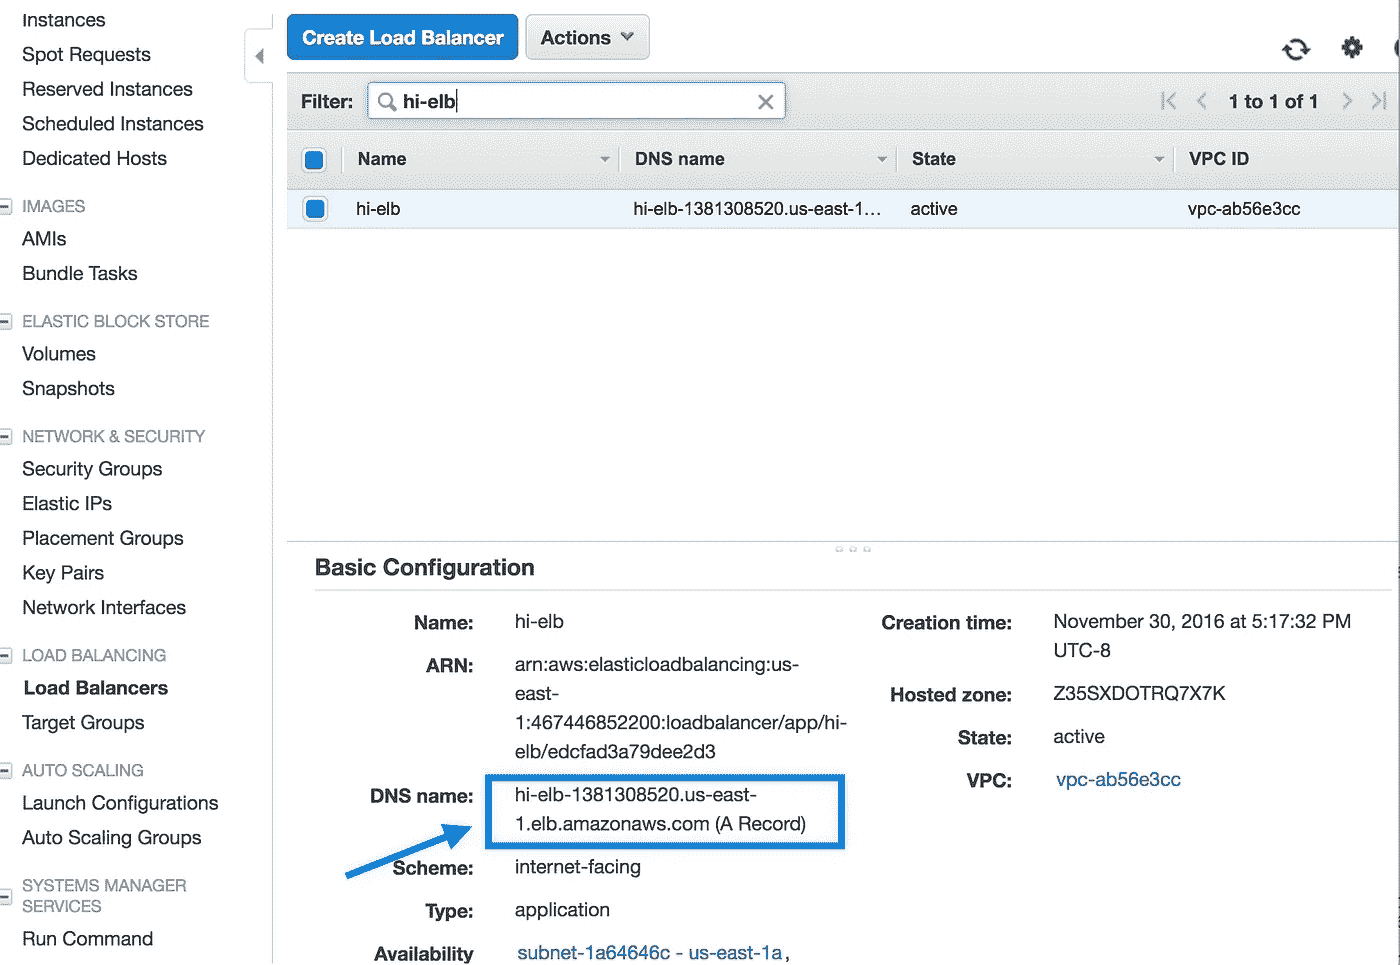 Instances
Spot Requests
Reserved Instances
Scheduled Instances
Dedicated Hosts
IMAGES
AMIs
Bundle Tasks
ELASTIC BLOCK STORE
Volumes
Snapshots
NETWORK & SECURITY
Security Groups
Elastic IPs
Placement Groups
Key Pairs
Network Interfaces
LOAD BALANCING
Load Balancers
Target Groups
AUTO SCALING
Launch Configurations
Auto Scaling Groups
SYSTEMS MANAGER
SERVICES
Run Command
Create Load Balancer Actions
Filter: hi-elb 1 to 1 of 1
Name DNS name State VPC ID
hi-elb hi-elb-1381308520.us-east-1... active vpc-ab56e3cc
Basic Configuration
Name: hi-elb
ARN: arn:aws:elasticloadbalancing:us-
east-
1:467446852200:loadbalancer/app/hi-
elb/edcfad3a79dee2d3
DNS name: hi-elb-1381308520.us-east-
1.elb.amazonaws.com (A Record)
Scheme: internet-facing
Type: application
Availability subnet-1a64646c - us-east-1a,
Creation time: November 30, 2016 at 5:17:32 PM
UTC-8
Hosted zone: Z35SXDOTRQ7X7K
State: active
VPC: vpc-ab56e3cc